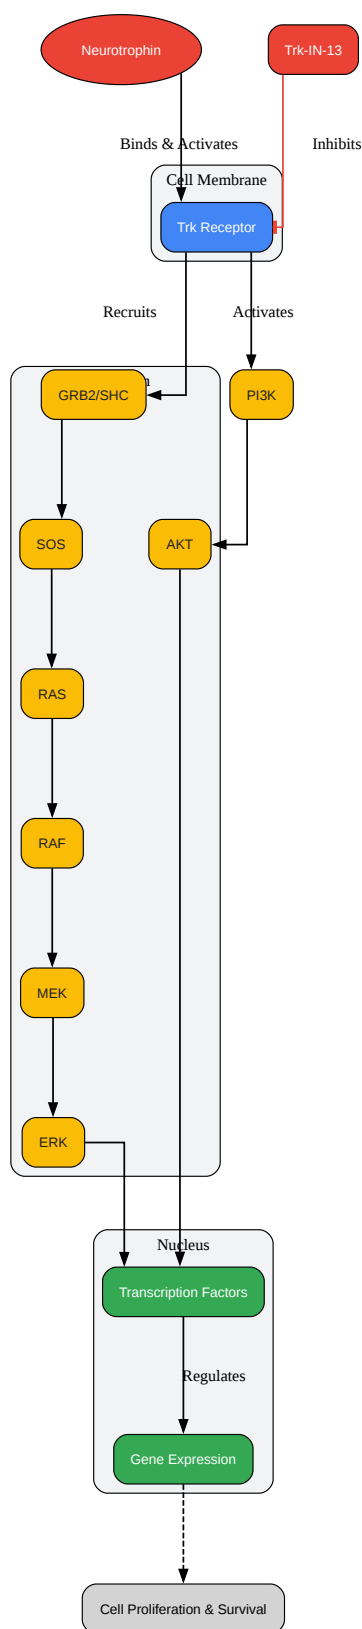 Neurotrophin
Trk-IN-13
Binds & Activates
Inhibits
Cell Membrane
Trk Receptor
Recruits
Activates
GRB2/SHC
PI3K
SOS
AKT
RAS
RAF
MEK
ERK
Nucleus
Transcription Factors
Regulates
Gene Expression
Cell Proliferation & Survival